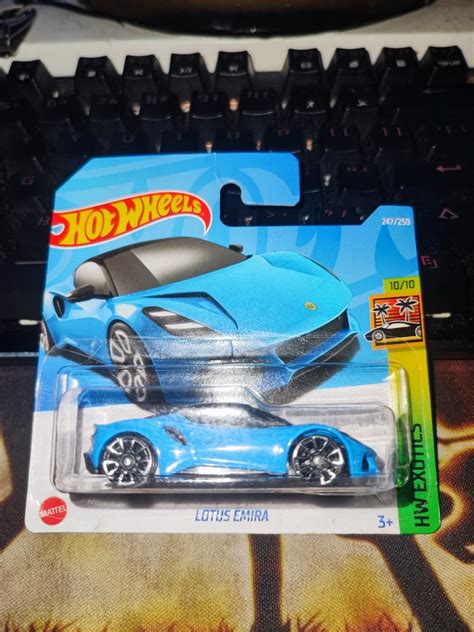 HOT WHEELS
247/250
10/10
HW EXOTICS
LOTUS EMIRA
MATTEL
3+